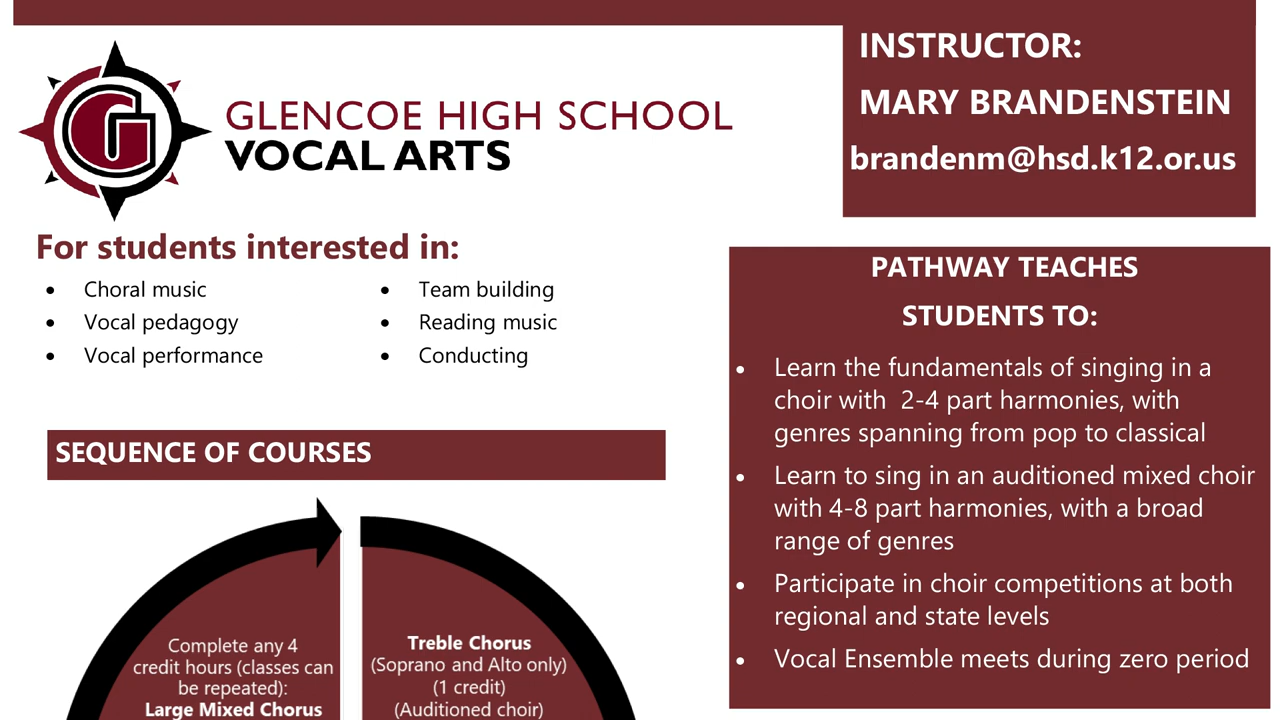 GLENCOE HIGH SCHOOL
VOCAL ARTS
INSTRUCTOR:
MARY BRANDENSTEIN
brandenm@hsd.k12.or.us
For students interested in:
• Choral music
• Vocal pedagogy
• Vocal performance
• Team building
• Reading music
• Conducting
PATHWAY TEACHES
STUDENTS TO:
• Learn the fundamentals of singing in a
choir with 2-4 part harmonies, with
genres spanning from pop to classical
• Learn to sing in an auditioned mixed choir
with 4-8 part harmonies, with a broad
range of genres
• Participate in choir competitions at both
regional and state levels
• Vocal Ensemble meets during zero period
SEQUENCE OF COURSES
Complete any 4
credit hours (classes can
be repeated):
Large Mixed Chorus
Treble Chorus
(Soprano and Alto only)
(1 credit)
(Auditioned choir)